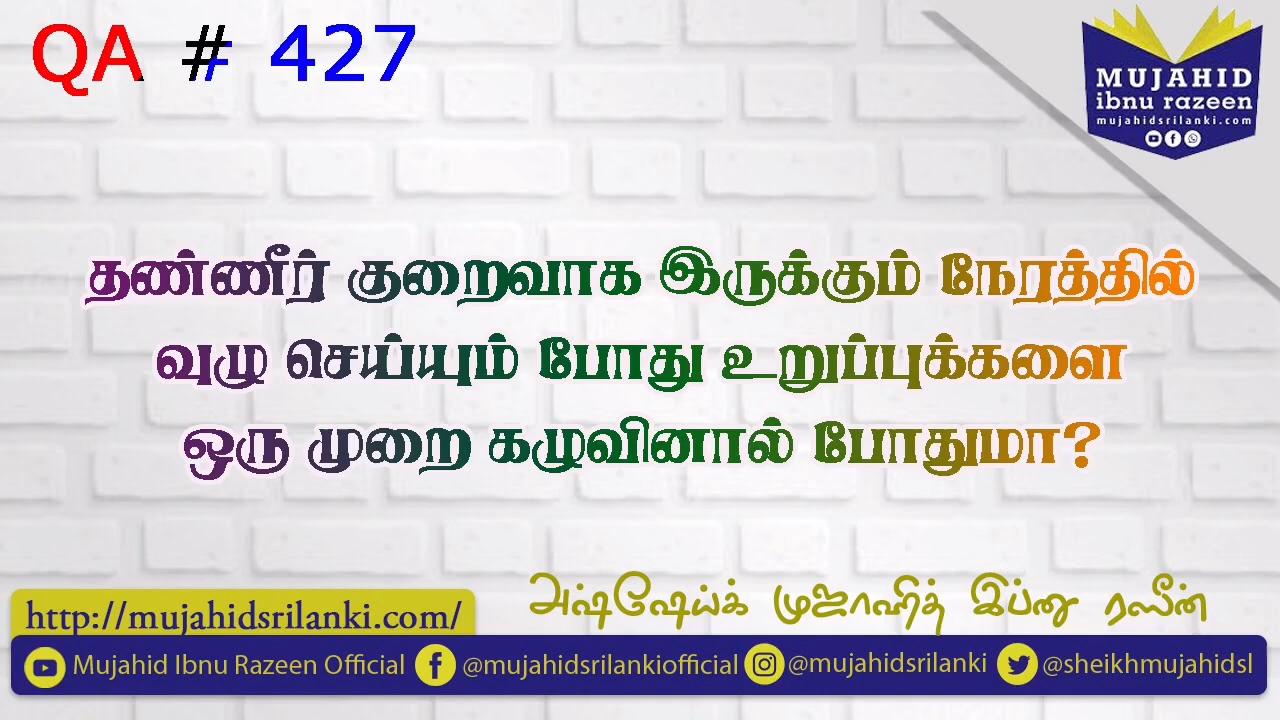 QA # 427
MUJAHID
ibnu razeen
mujahidsrilanki.com
தண்ணீர் குறைவாக இருக்கும் நேரத்தில்
வுழு செய்யும் போது உறுப்புக்களை
ஒரு முறை கழுவினால் போதுமா?
அஷ்ஷெய்க் முஜாஹித் இப்னு ரஸீன்
http://mujahidsrilanki.com/
Mujahid Ibnu Razeen Official @mujahidsrilankiofficial @mujahidsrilanki @sheikhmujahidsl